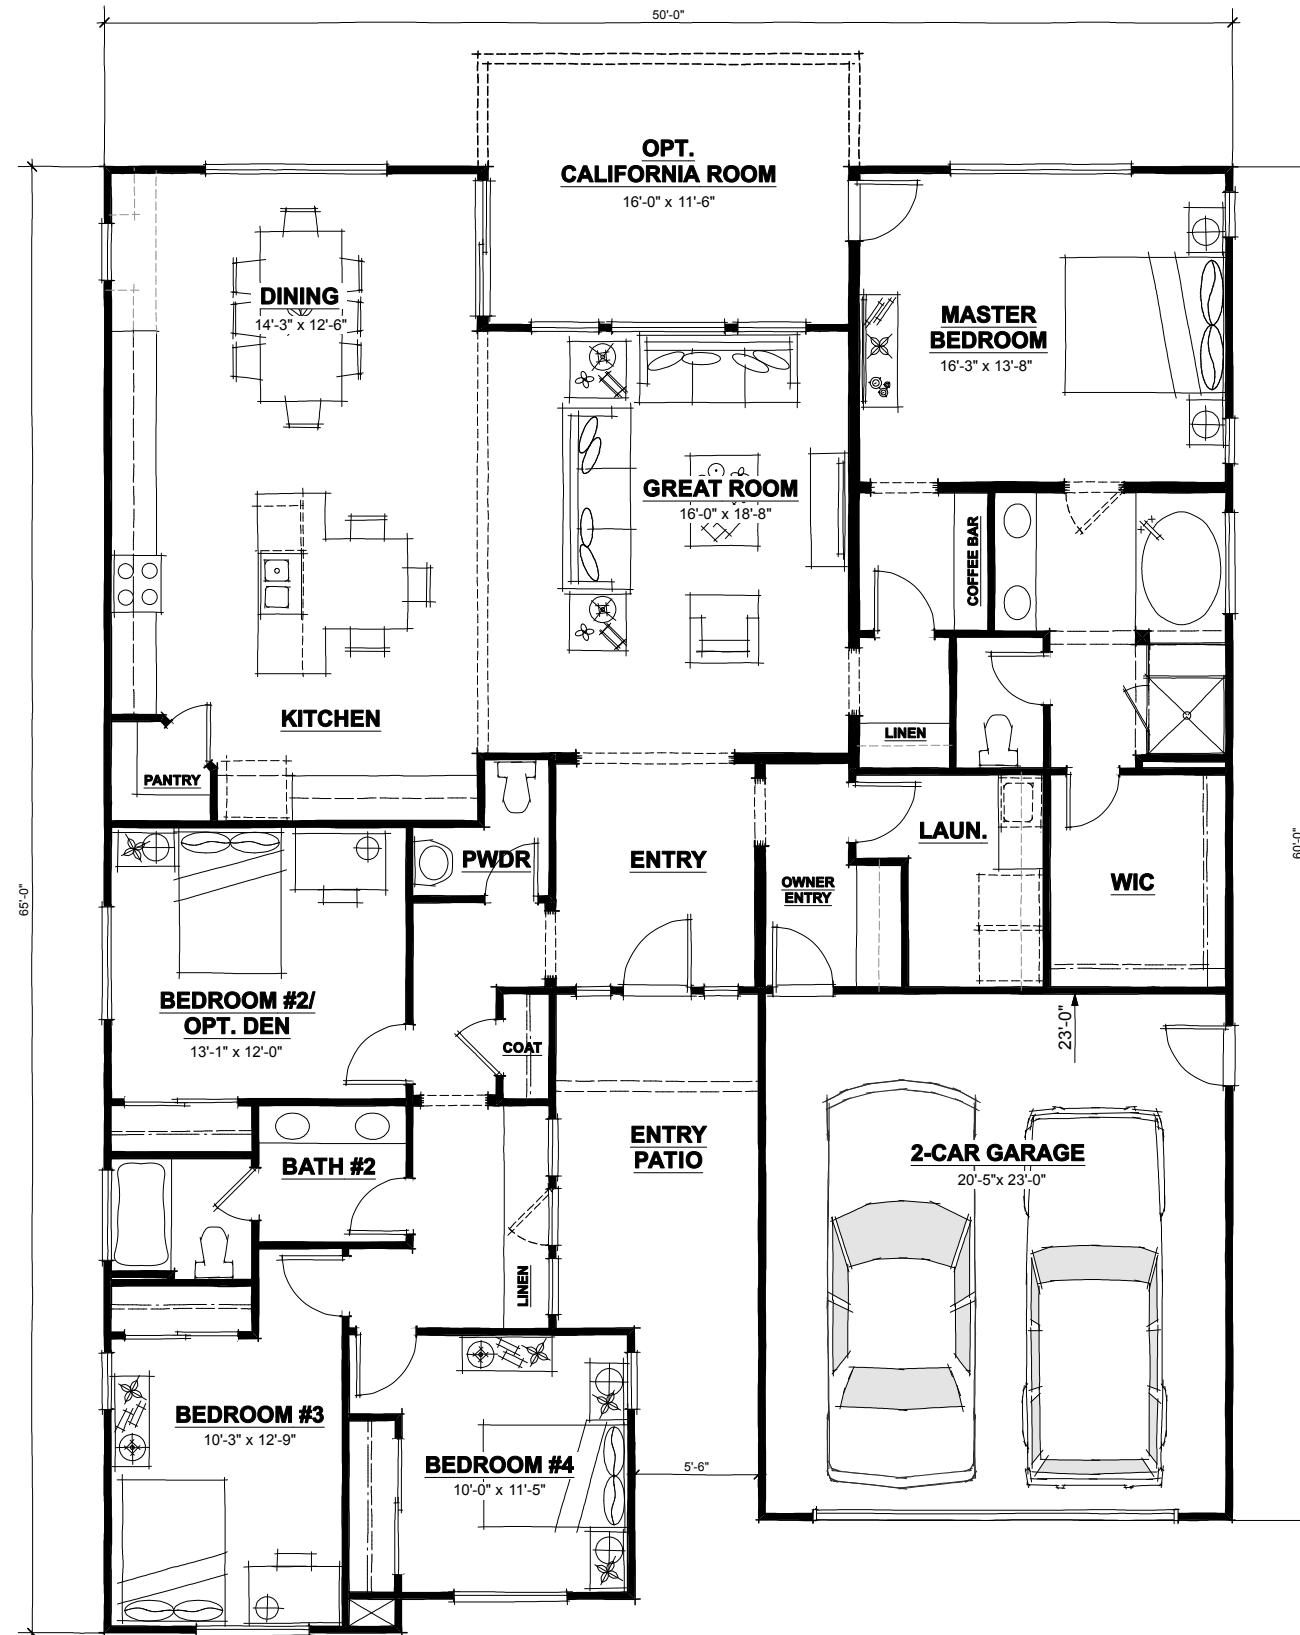 50'-0"
OPT.
CALIFORNIA ROOM
16'-0" x 11'-6"
DINING
14'-3" x 12'-6"
MASTER
BEDROOM
16'-3" x 13'-8"
GREAT ROOM
16'-0" x 18'-8"
COFFEE BAR
KITCHEN
LINEN
PANTRY
LAUN.
PWDR
ENTRY
OWNER
ENTRY
WIC
65'-0"
60'-0"
BEDROOM #2/
OPT. DEN
13'-1" x 12'-0"
COAT
23'-0"
ENTRY
PATIO
2-CAR GARAGE
20'-5"x 23'-0"
BATH #2
LINEN
BEDROOM #3
10'-3" x 12'-9"
BEDROOM #4
10'-0" x 11'-5"
5'-6"